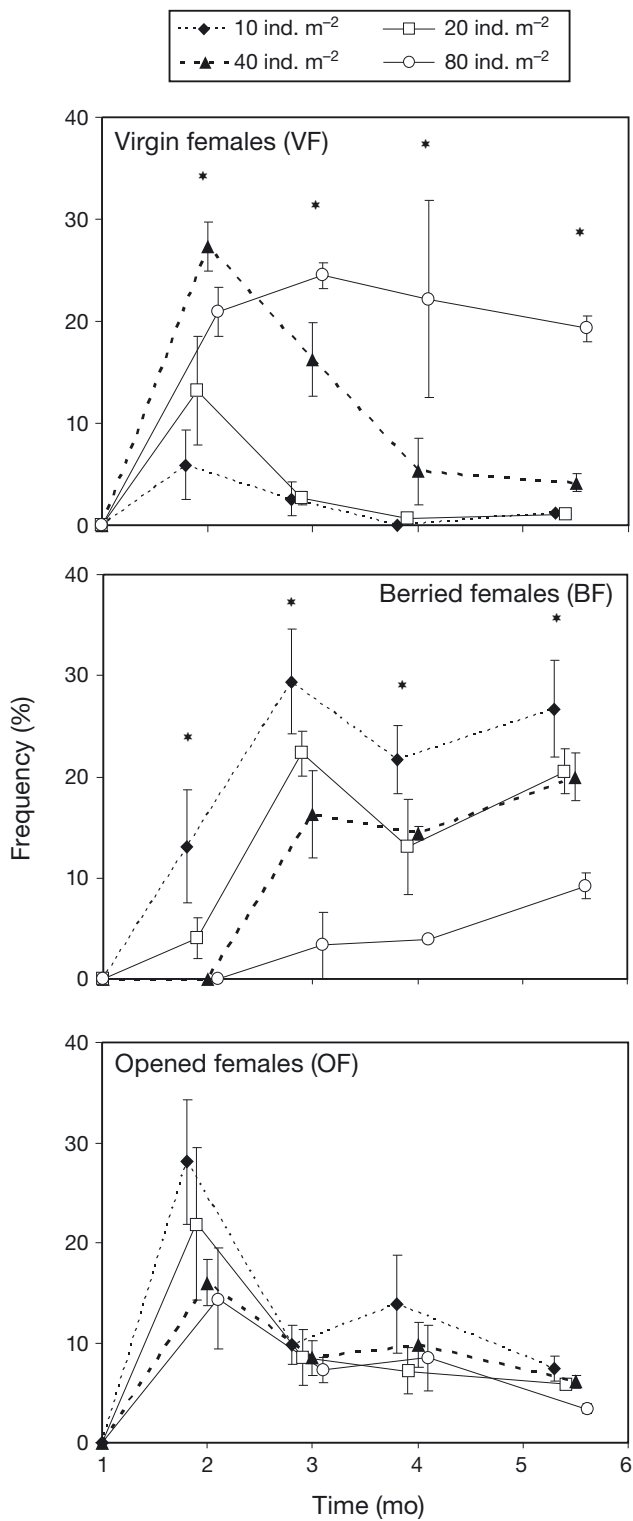 10 ind. m⁻² 20 ind. m⁻²
40 ind. m⁻² 80 ind. m⁻²
40
Virgin females (VF)
30
20
10
0
40
Berried females (BF)
30
20
10
0
Frequency (%)
40
Opened females (OF)
30
20
10
0
1 2 3 4 5 6
Time (mo)